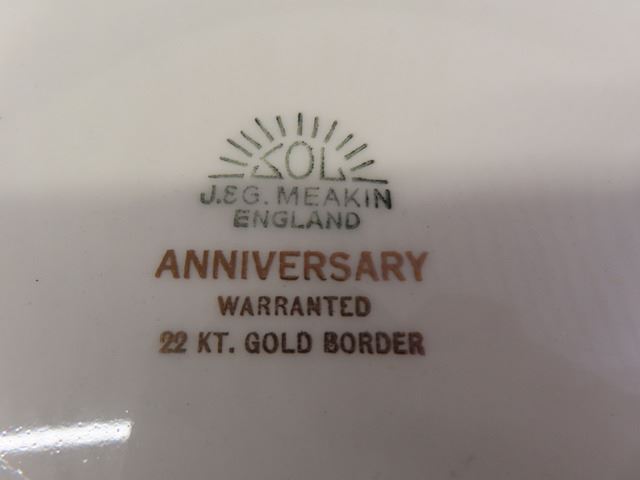 SOL
J.&G. MEAKIN
ENGLAND
ANNIVERSARY
WARRANTED
22 KT. GOLD BORDER